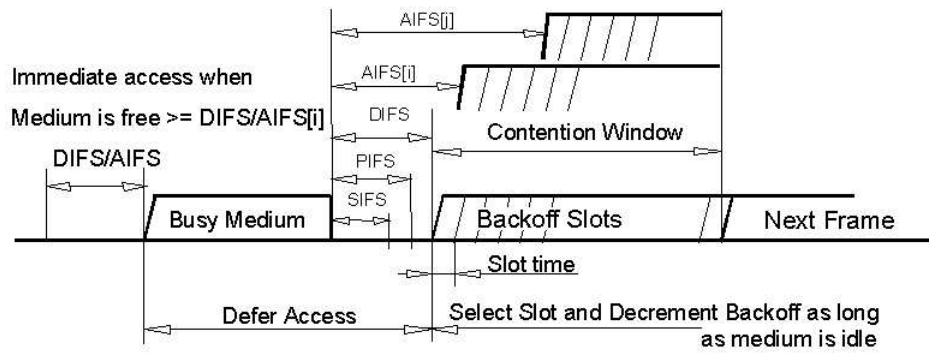 AIFS[j]
Immediate access when
AIFS[i]
Medium is free >= DIFS/AIFS[i]
DIFS
Contention Window
DIFS/AIFS
PIFS
SIFS
Busy Medium
Backoff Slots
Next Frame
Slot time
Defer Access
Select Slot and Decrement Backoff as long
as medium is idle